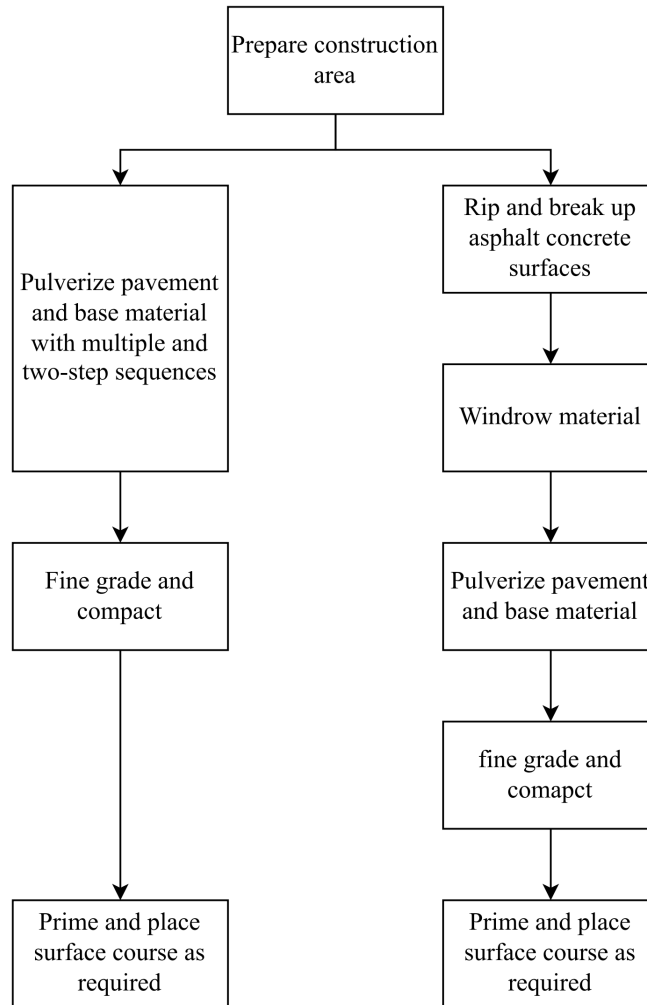 Prepare construction
area
Pulverize pavement
and base material
with multiple and
two-step sequences
Fine grade and
compact
Prime and place
surface course as
required
Rip and break up
asphalt concrete
surfaces
Windrow material
Pulverize pavement
and base material
fine grade and
comapct
Prime and place
surface course as
required